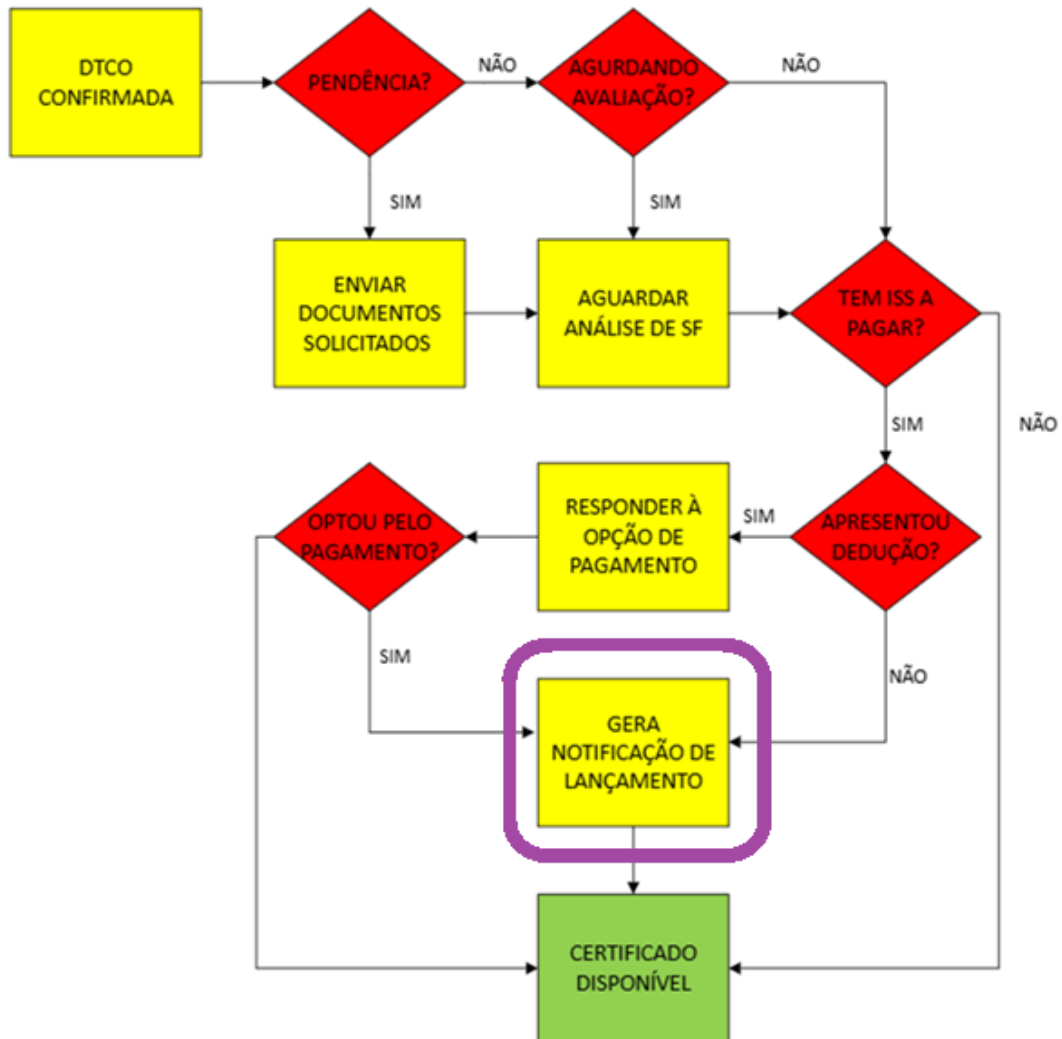 DTCO
CONFIRMADA
PENDÊNCIA?
NÃO
AGURDANDO
AVALIAÇÃO?
NÃO
SIM
SIM
ENVIAR
DOCUMENTOS
SOLICITADOS
AGUARDAR
ANÁLISE DE SF
TEM ISS A
PAGAR?
SIM
NÃO
OPTOU PELO
PAGAMENTO?
RESPONDER À
OPÇÃO DE
PAGAMENTO
SIM
APRESENTOU
DEDUÇÃO?
SIM
NÃO
GERA
NOTIFICAÇÃO DE
LANÇAMENTO
CERTIFICADO
DISPONÍVEL